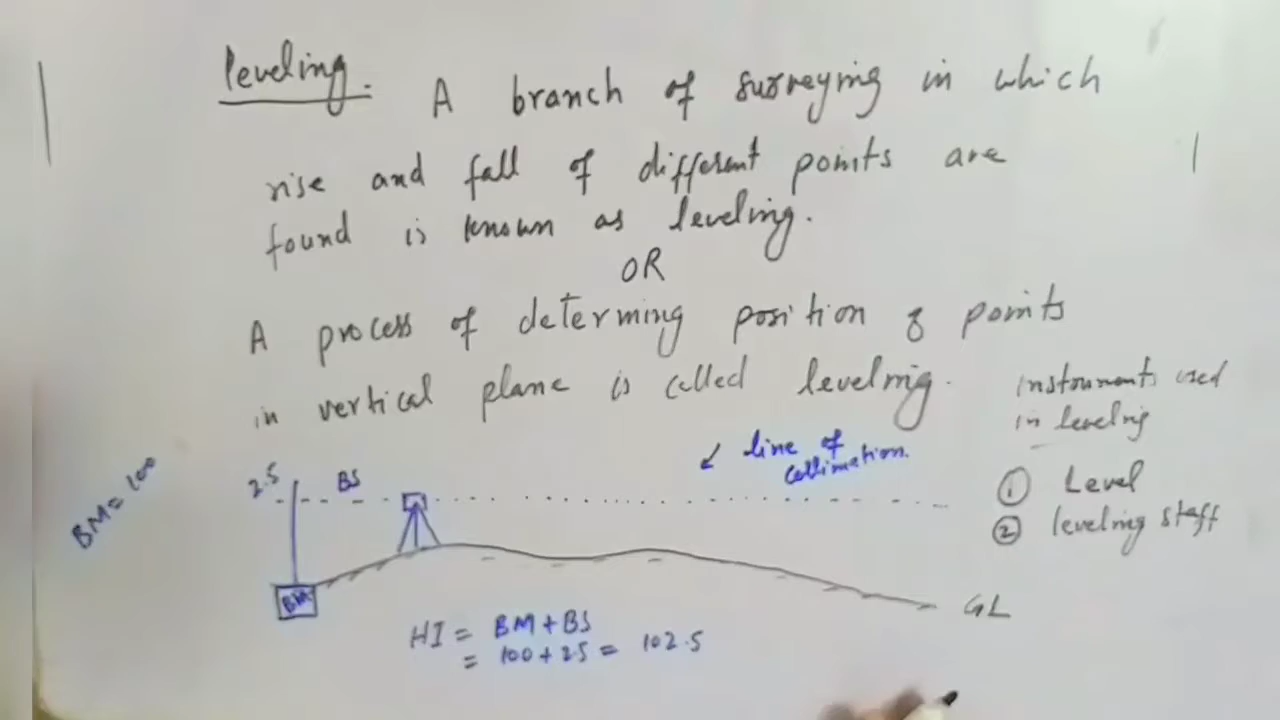 leveling. A branch of surveying in which
rise and fall of different points are
found is known as leveling.
OR
A process of determing position of points
in vertical plane is called leveling.
instruments used
in leveling
① Level
② leveling staff
line of
collimation.
BM = 100
2.5
BS
BM
GL
HI = BM + BS
= 100 + 2.5 = 102.5